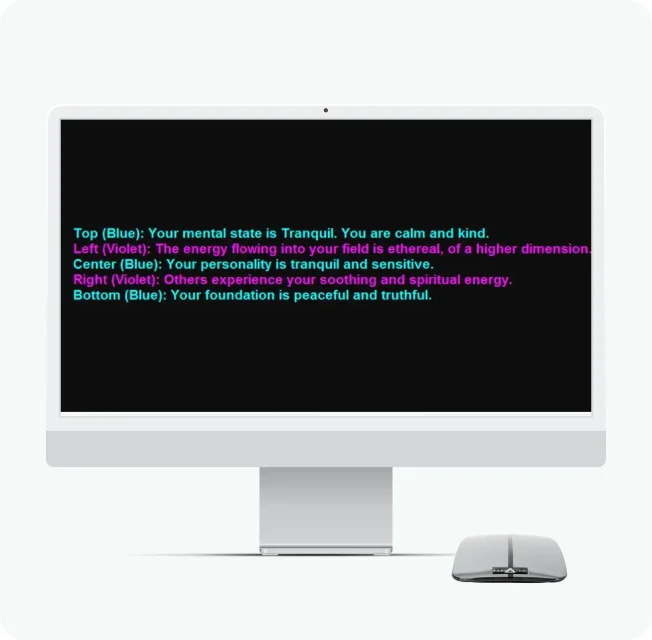 Top (Blue): Your mental state is Tranquil. You are calm and kind.
Left (Violet): The energy flowing into your field is ethereal, of a higher dimension.
Center (Blue): Your personality is tranquil and sensitive.
Right (Violet): Others experience your soothing and spiritual energy.
Bottom (Blue): Your foundation is peaceful and truthful.